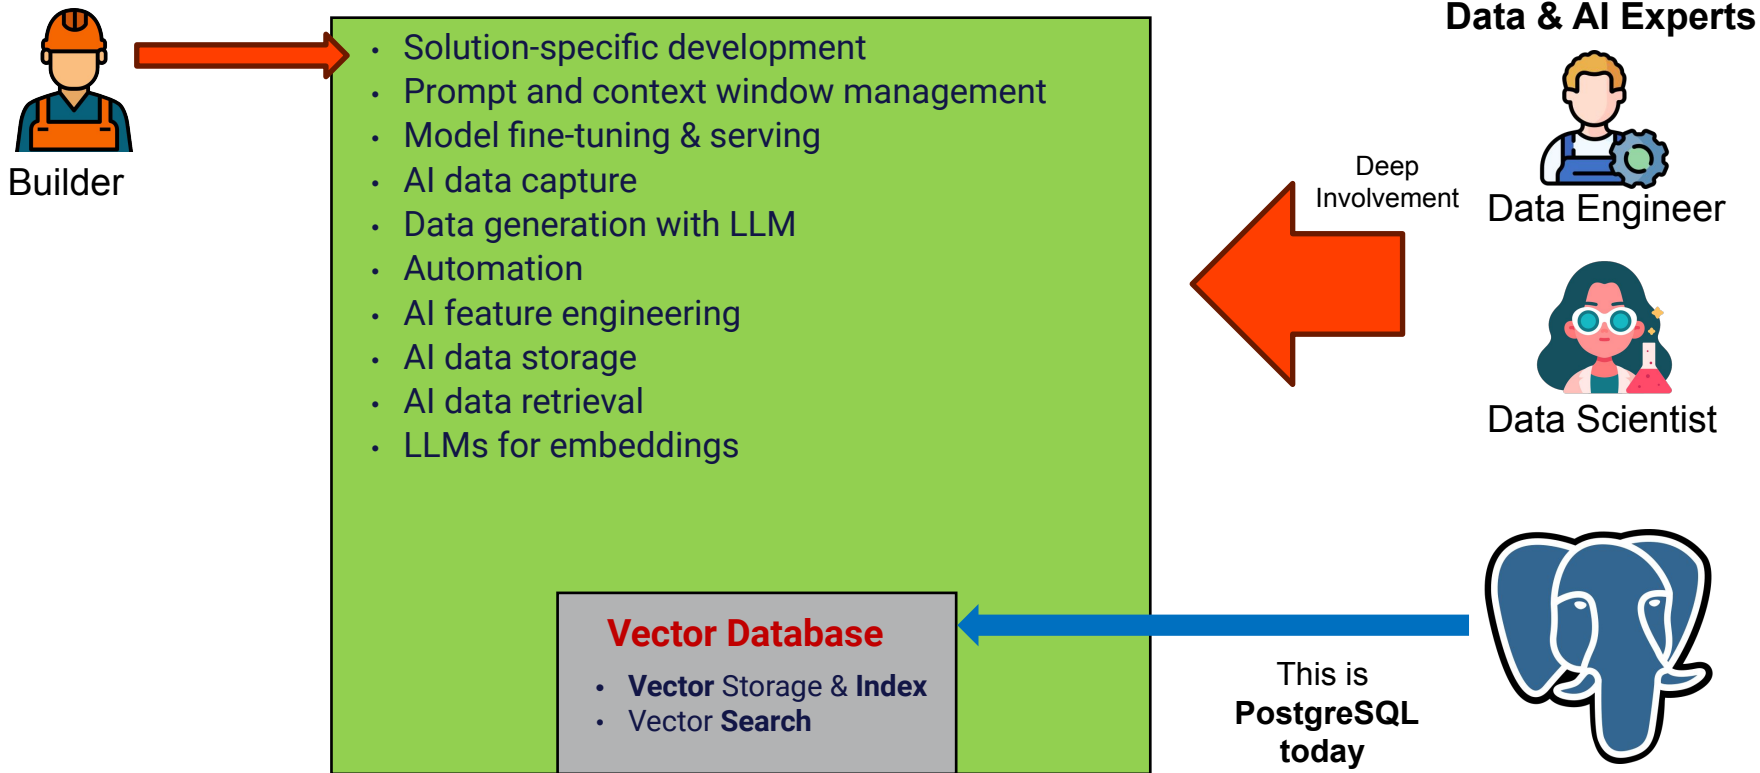 Data & AI Experts
Builder
• Solution-specific development
• Prompt and context window management
• Model fine-tuning & serving
• AI data capture
• Data generation with LLM
• Automation
• AI feature engineering
• AI data storage
• AI data retrieval
• LLMs for embeddings
Deep
Involvement
Data Engineer
Data Scientist
Vector Database
• Vector Storage & Index
• Vector Search
This is
PostgreSQL
today